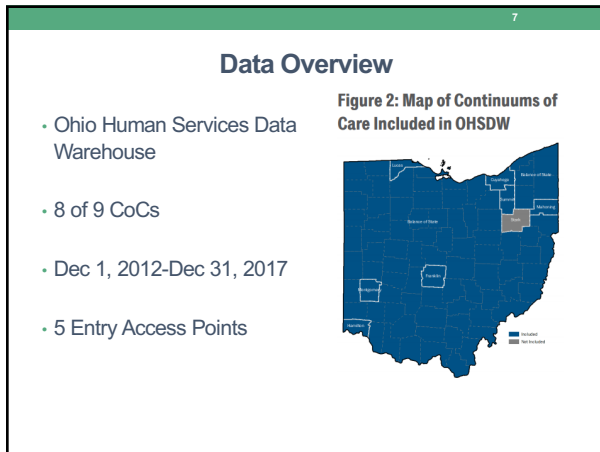 7
Data Overview
• Ohio Human Services Data
Warehouse
• 8 of 9 CoCs
• Dec 1, 2012-Dec 31, 2017
• 5 Entry Access Points
Figure 2: Map of Continuums of
Care Included in OHSDW
Lucas
Cuyahoga
Balance of State
Summit
Mahoning
Stark
Balance of State
Franklin
Montgomery
Hamilton
Included
Not Included